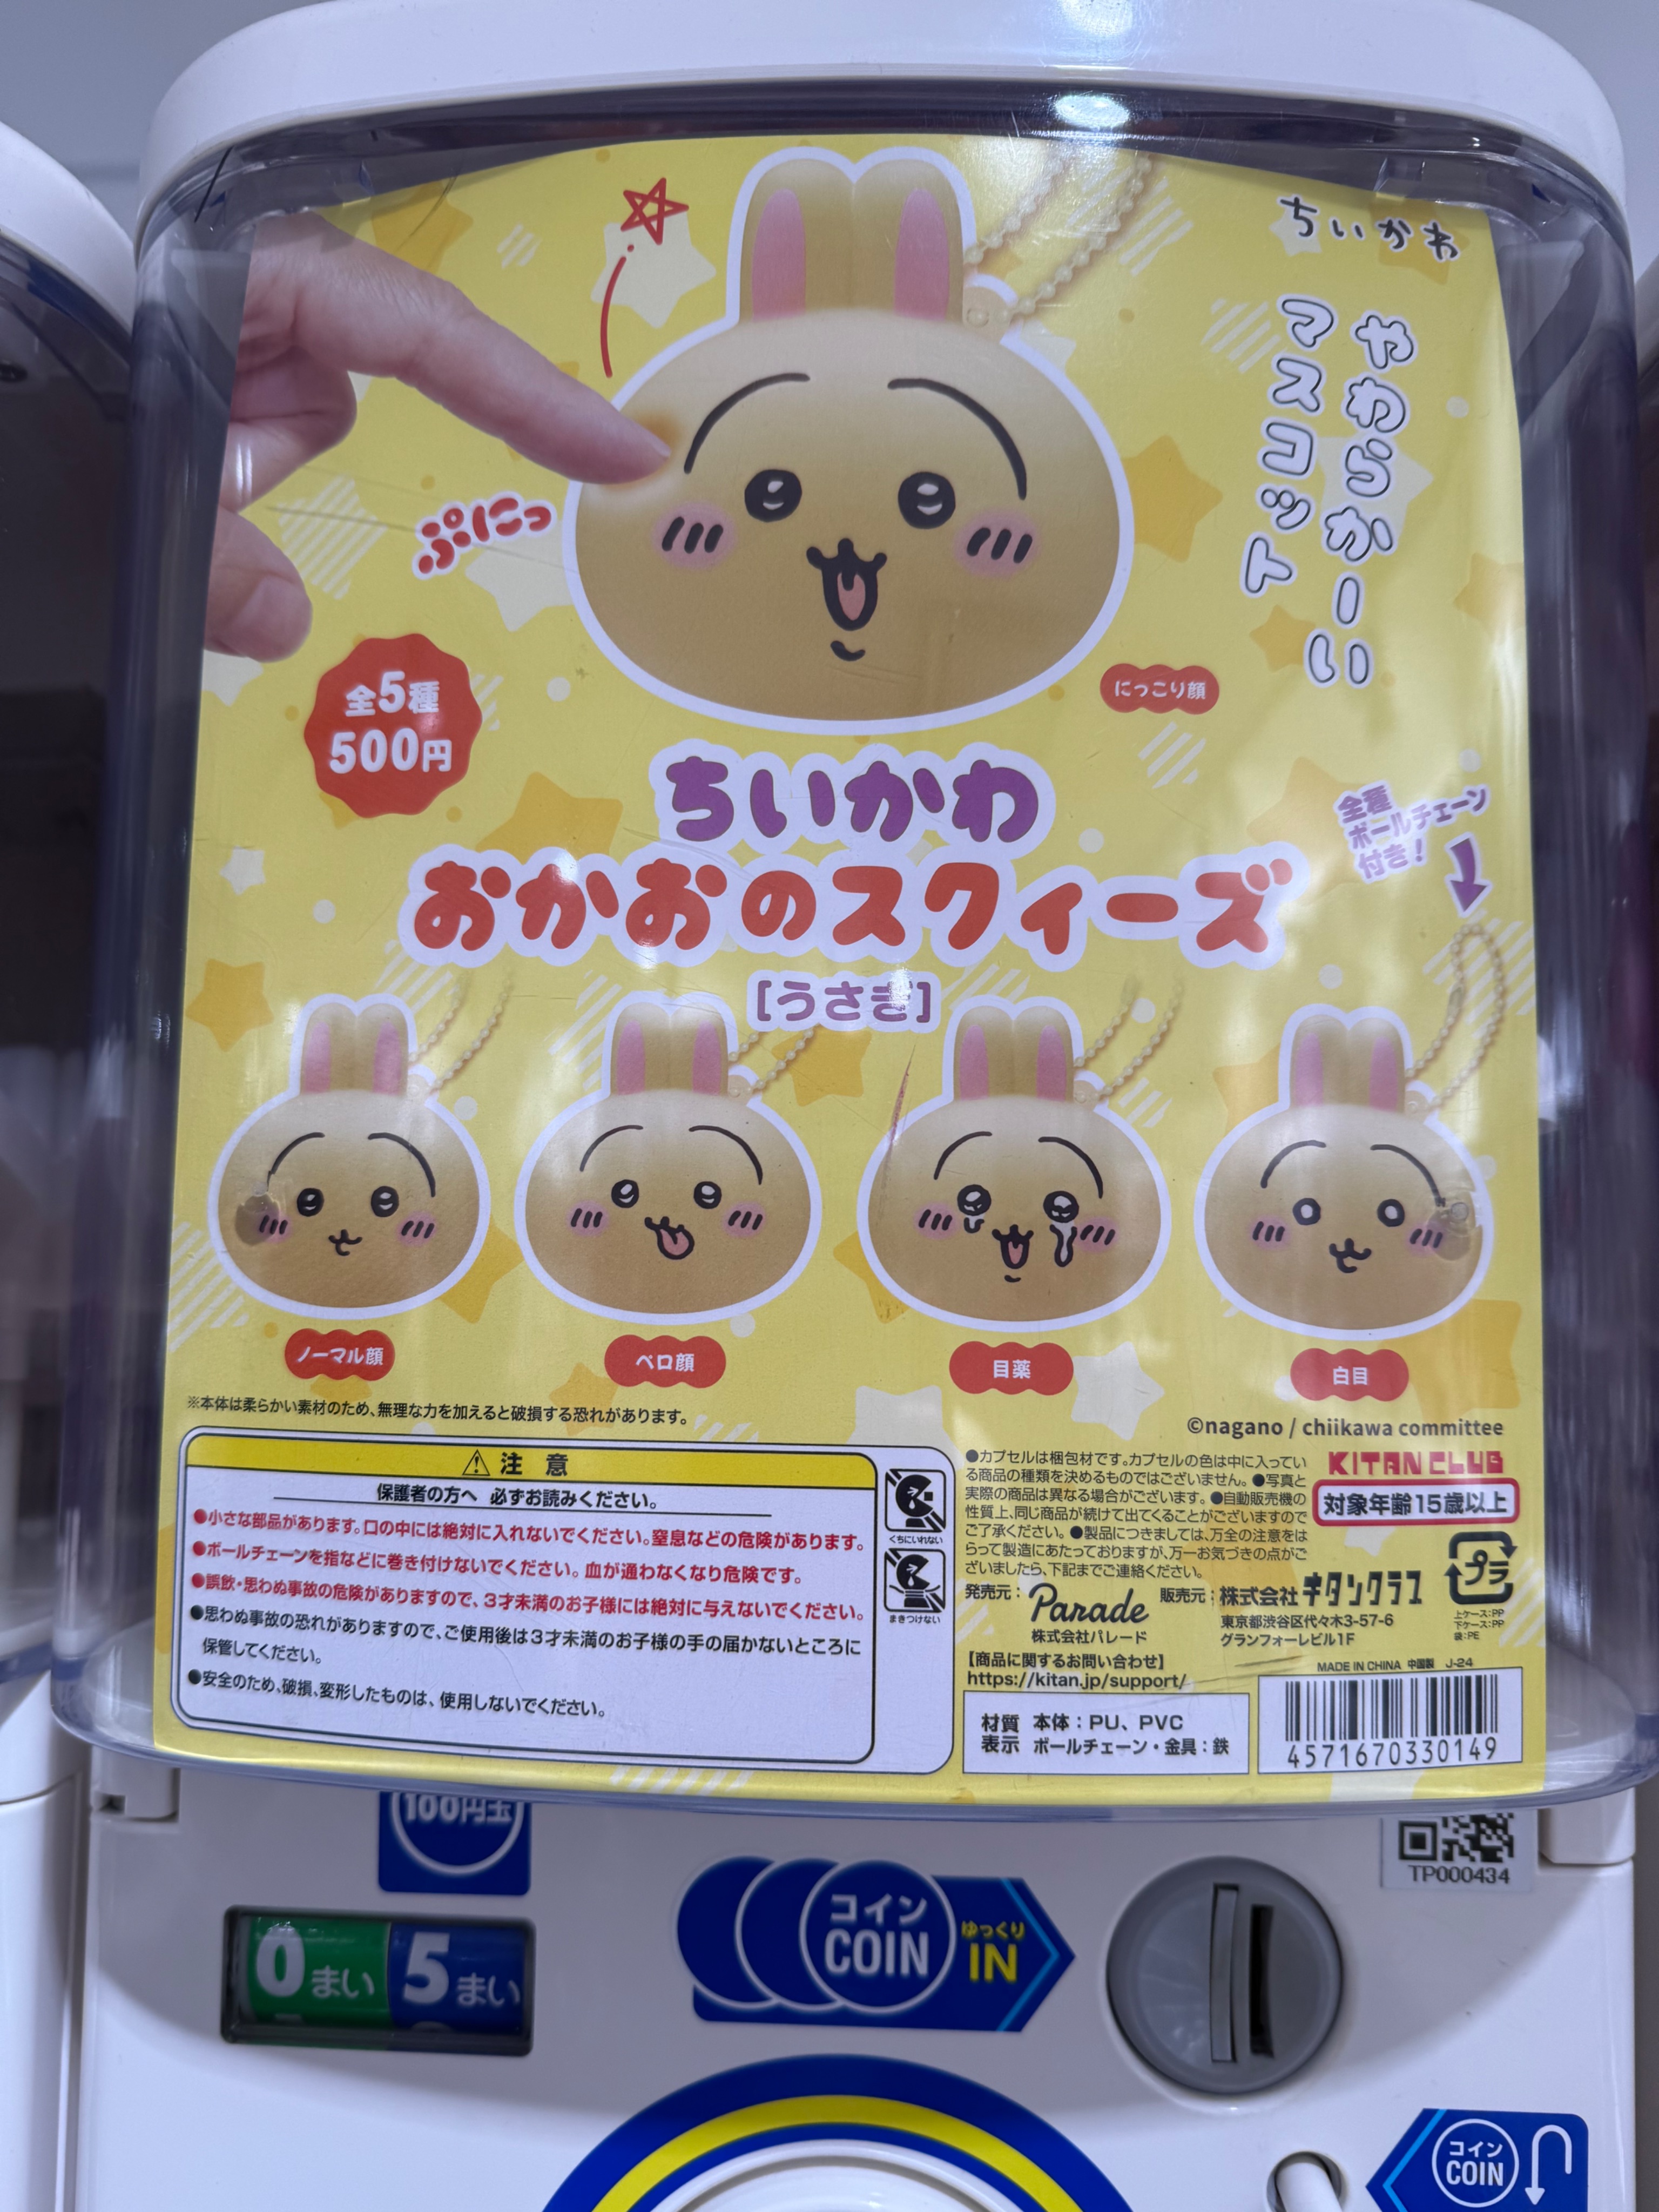 ちいかわ
やわらかーい
マスコット
ぷにっ
にっこり顔
全5種
500円
ちいかわ
おかおのスクィーズ
[うさぎ]
全種
ボールチェーン
付き!
ノーマル顔
ペロ顔
目薬
白目
※本体は柔らかい素材のため、無理な力を加えると破損する恐れがあります。
©nagano / chiikawa committee
注 意
保護者の方へ 必ずお読みください。
●小さな部品があります。口の中には絶対に入れないでください。窒息などの危険があります。
●ボールチェーンを指などに巻き付けないでください。血が通わなくなり危険です。
●誤飲・思わぬ事故の危険がありますので、3才未満のお子様には絶対に与えないでください。
●思わぬ事故の恐れがありますので、ご使用後は3才未満のお子様の手の届かないところに
保管してください。
●安全のため、破損、変形したものは、使用しないでください。
くちにいれない
まきつけない
●カプセルは梱包材です。カプセルの色は中に入ってい
る商品の種類を決めるものではございません。●写真と
実際の商品は異なる場合がございます。●自動販売機の
性質上、同じ商品が続けて出てくることがございますので
ご了承ください。●製品につきましては、万全の注意をは
らって製造にあたっておりますが、万一お気づきの点がご
ざいましたら、下記までご連絡ください。
KITAN CLUB
対象年齢15歳以上
プラ
上ケース:PP
下ケース:PP
袋:PE
発売元: Parade
株式会社パレード
販売元: 株式会社キタンクラブ
東京都渋谷区代々木3-57-6
グランフォーレビル1F
【商品に関するお問い合わせ】
https://kitan.jp/support/
MADE IN CHINA 中国製 J-24
材質 本体:PU、PVC
表示 ボールチェーン・金具:鉄
4571670330149
100円玉
TP000434
0まい 5まい
コイン
COIN
ゆっくり
IN
コイン
COIN